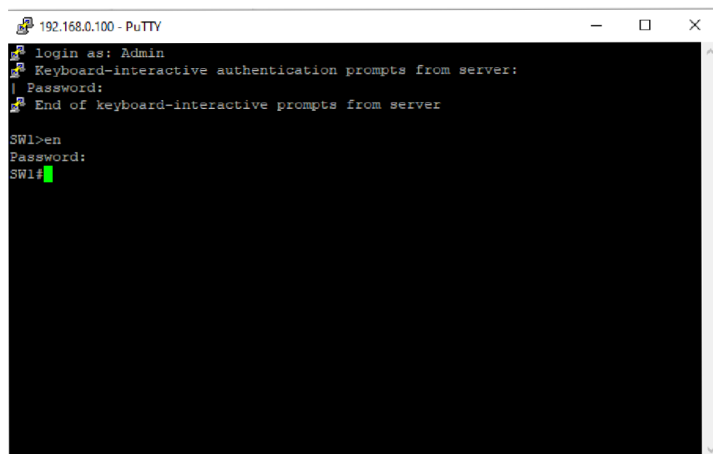 192.168.0.100 - PuTTY
login as: Admin
Keyboard-interactive authentication prompts from server:
| Password:
End of keyboard-interactive prompts from server
SW1>en
Password:
SW1#